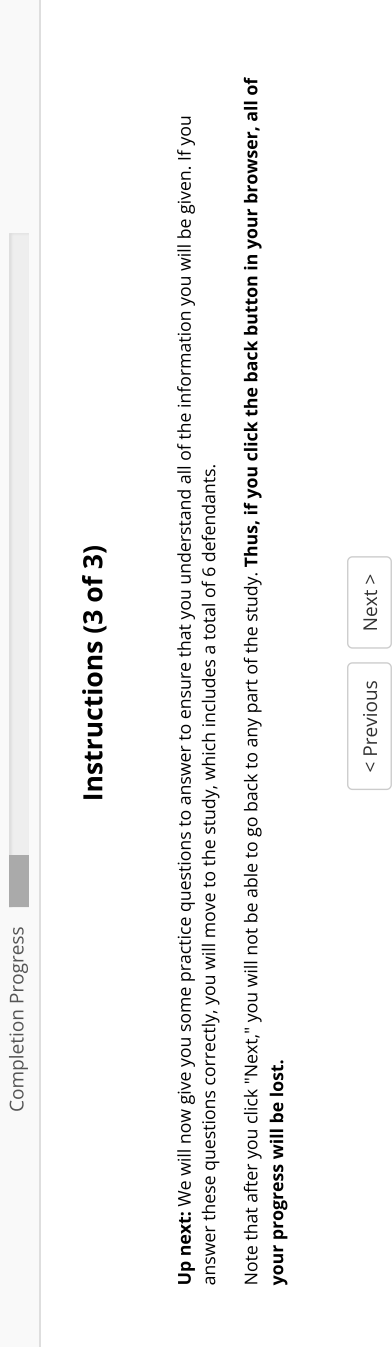 Completion Progress
Instructions (3 of 3)
Up next: We will now give you some practice questions to answer to ensure that you understand all of the information you will be given. If you
answer these questions correctly, you will move to the study, which includes a total of 6 defendants.
Note that after you click "Next," you will not be able to go back to any part of the study. Thus, if you click the back button in your browser, all of
your progress will be lost.
< Previous
Next >